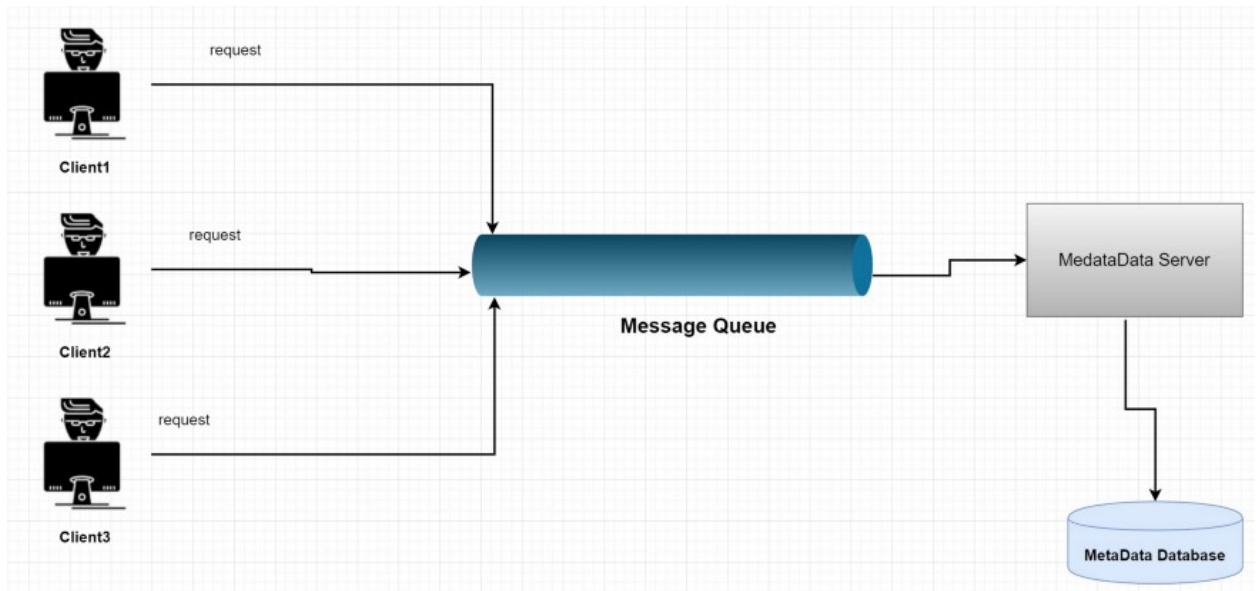 request
Client1
request
Client2
request
Client3
Message Queue
MedataData Server
MetaData Database